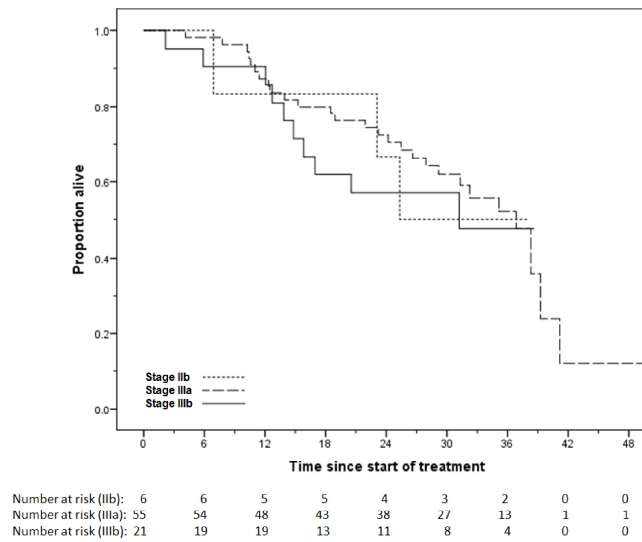 Proportion alive
1.0
0.8
0.6
0.4
0.2
0.0
Stage IIb
Stage IIIa
Stage IIIb
0 6 12 18 24 30 36 42 48
Time since start of treatment
Number at risk (IIb): 6 6 5 5 4 3 2 0 0
Number at risk (IIIa): 55 54 48 43 38 27 13 1 1
Number at risk (IIIb): 21 19 19 13 11 8 4 0 0